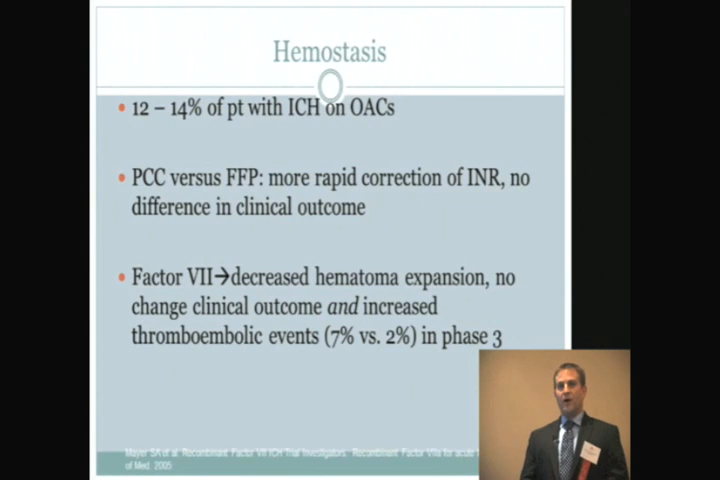 Hemostasis
12 – 14% of pt with ICH on OACs
PCC versus FFP: more rapid correction of INR, no
difference in clinical outcome
Factor VII→decreased hematoma expansion, no
change clinical outcome and increased
thromboembolic events (7% vs. 2%) in phase 3
Mayer SA et al. Recombinant Factor VII ICH Trial Investigators. Recombinant Factor VIIa for acute
of Med. 2005